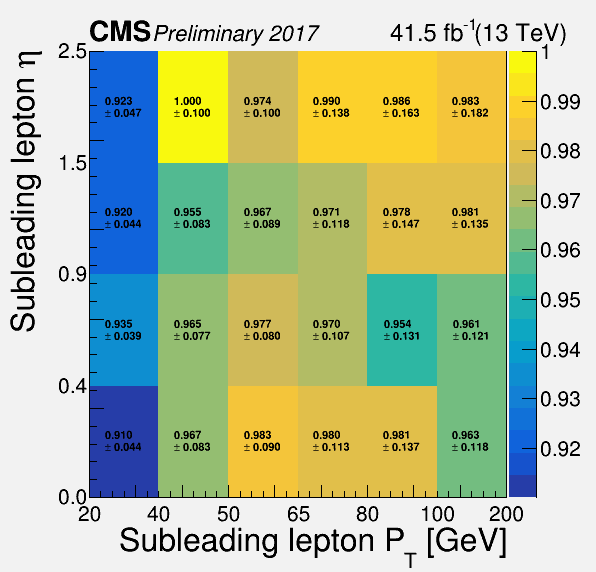 CMS Preliminary 2017 41.5 fb⁻¹(13 TeV)
Subleading lepton η
2.5
1.5
0.9
0.4
0.0
0.923 1.000 0.974 0.990 0.986 0.983
± 0.047 ± 0.100 ± 0.100 ± 0.138 ± 0.163 ± 0.182
0.920 0.955 0.967 0.971 0.978 0.981
± 0.044 ± 0.083 ± 0.089 ± 0.118 ± 0.147 ± 0.135
0.935 0.965 0.977 0.970 0.954 0.961
± 0.039 ± 0.077 ± 0.080 ± 0.107 ± 0.131 ± 0.121
0.910 0.967 0.983 0.980 0.981 0.963
± 0.044 ± 0.083 ± 0.090 ± 0.113 ± 0.137 ± 0.118
20 40 50 65 80 100 200
Subleading lepton P_T [GeV]
1
0.99
0.98
0.97
0.96
0.95
0.94
0.93
0.92